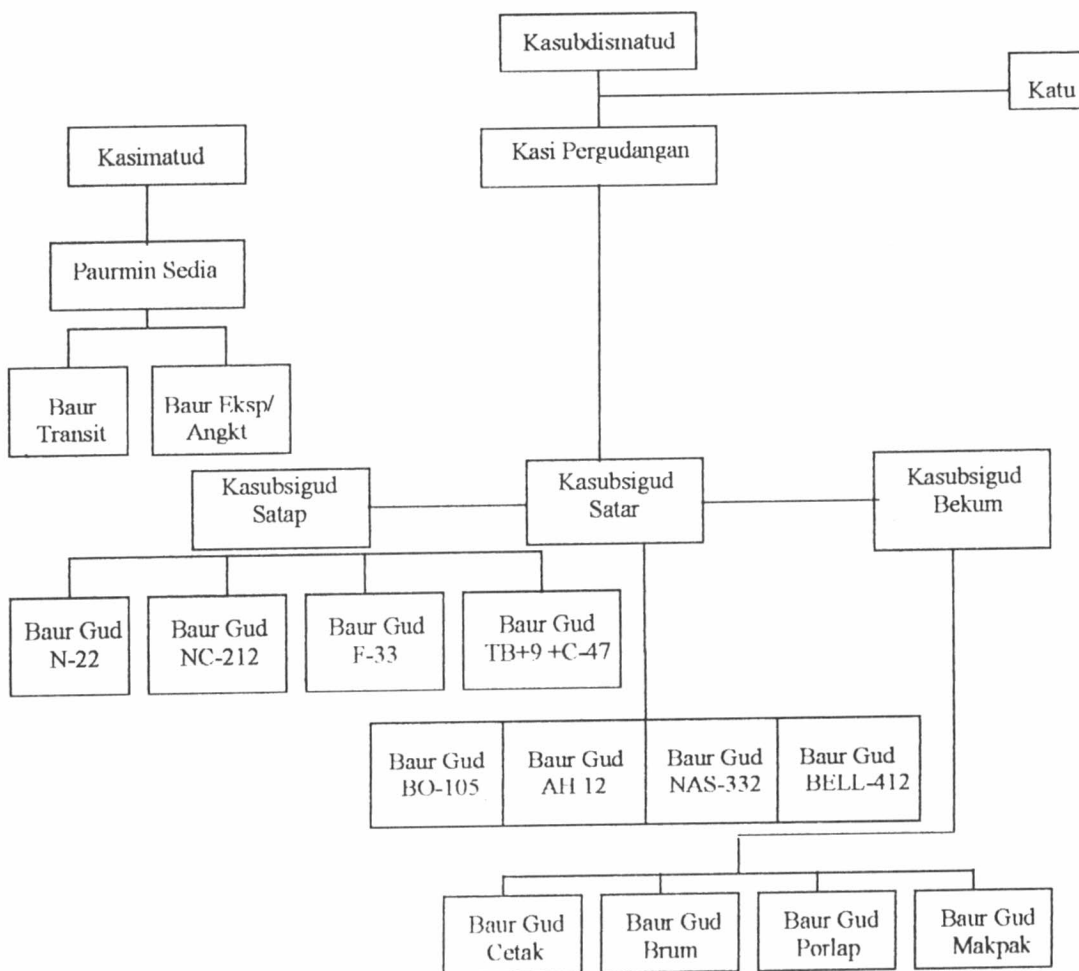 Kasubdismatud
Katu
Kasi Pergudangan
Kasimatud
Paurmin Sedia
Baur
Transit
Baur Eksp/
Angkt
Kasubsigud
Satap
Kasubsigud
Satar
Kasubsigud
Bekum
Baur Gud
N-22
Baur Gud
NC-212
Baur Gud
F-33
Baur Gud
TB+9 +C-47
Baur Gud
BO-105
Baur Gud
AH 12
Baur Gud
NAS-332
Baur Gud
BELL-412
Baur Gud
Cetak
Baur Gud
Brum
Baur Gud
Porlap
Baur Gud
Makpak